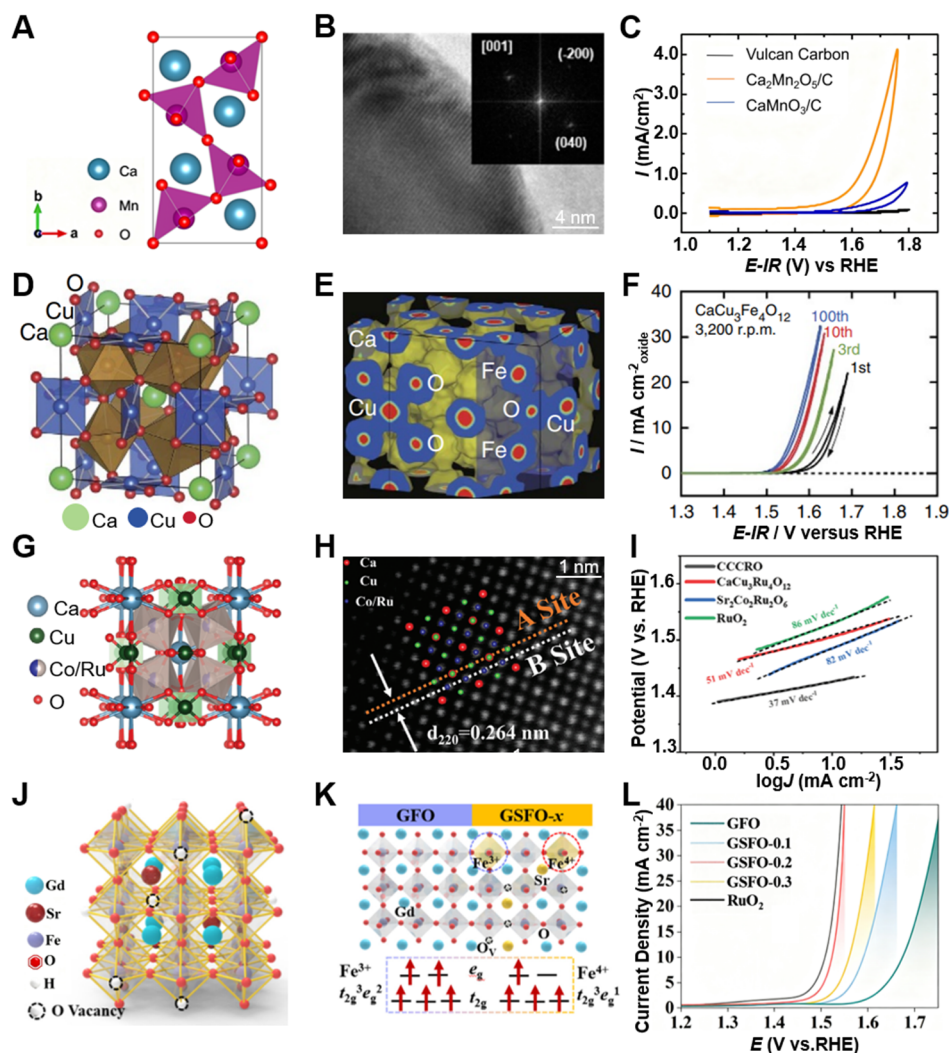 A
Ca
Mn
O
b
c
a
B
[001]
(-200)
(040)
4 nm
C
I (mA/cm²)
4.0
3.0
2.0
1.0
0.0
Vulcan Carbon
Ca₂Mn₂O₅/C
CaMnO₃/C
1.0 1.2 1.4 1.6 1.8
E-IR (V) vs RHE
D
O
Cu
Ca
Ca Cu O
E
Ca
Fe
O
Cu
O
Cu
O
Fe
F
I / mA cm⁻²oxide
40
30
20
10
0
CaCu₃Fe₄O₁₂
3,200 r.p.m.
100th
10th
3rd
1st
1.3 1.4 1.5 1.6 1.7 1.8 1.9
E-IR / V versus RHE
G
Ca
Cu
Co/Ru
O
H
Ca
Cu
Co/Ru
1 nm
A Site
B Site
d₂₂₀=0.264 nm
I
Potential (V vs. RHE)
1.6
1.5
1.4
1.3
CCCRO
CaCu₃Ru₄O₁₂
Sr₂Co₂Ru₂O₆
RuO₂
86 mV dec⁻¹
51 mV dec⁻¹
82 mV dec⁻¹
37 mV dec⁻¹
0.0 0.5 1.0 1.5 2.0
logJ (mA cm⁻²)
J
Gd
Sr
Fe
O
H
O Vacancy
K
GFO GSFO-x
Fe³⁺ Fe⁴⁺
Sr
Gd
O
Oᵥ
Fe³⁺ e_g Fe⁴⁺
t₂g³e_g² t₂g t₂g³e_g¹
L
Current Density (mA cm⁻²)
40
35
30
25
20
15
10
5
0
GFO
GSFO-0.1
GSFO-0.2
GSFO-0.3
RuO₂
1.2 1.3 1.4 1.5 1.6 1.7
E (V vs.RHE)